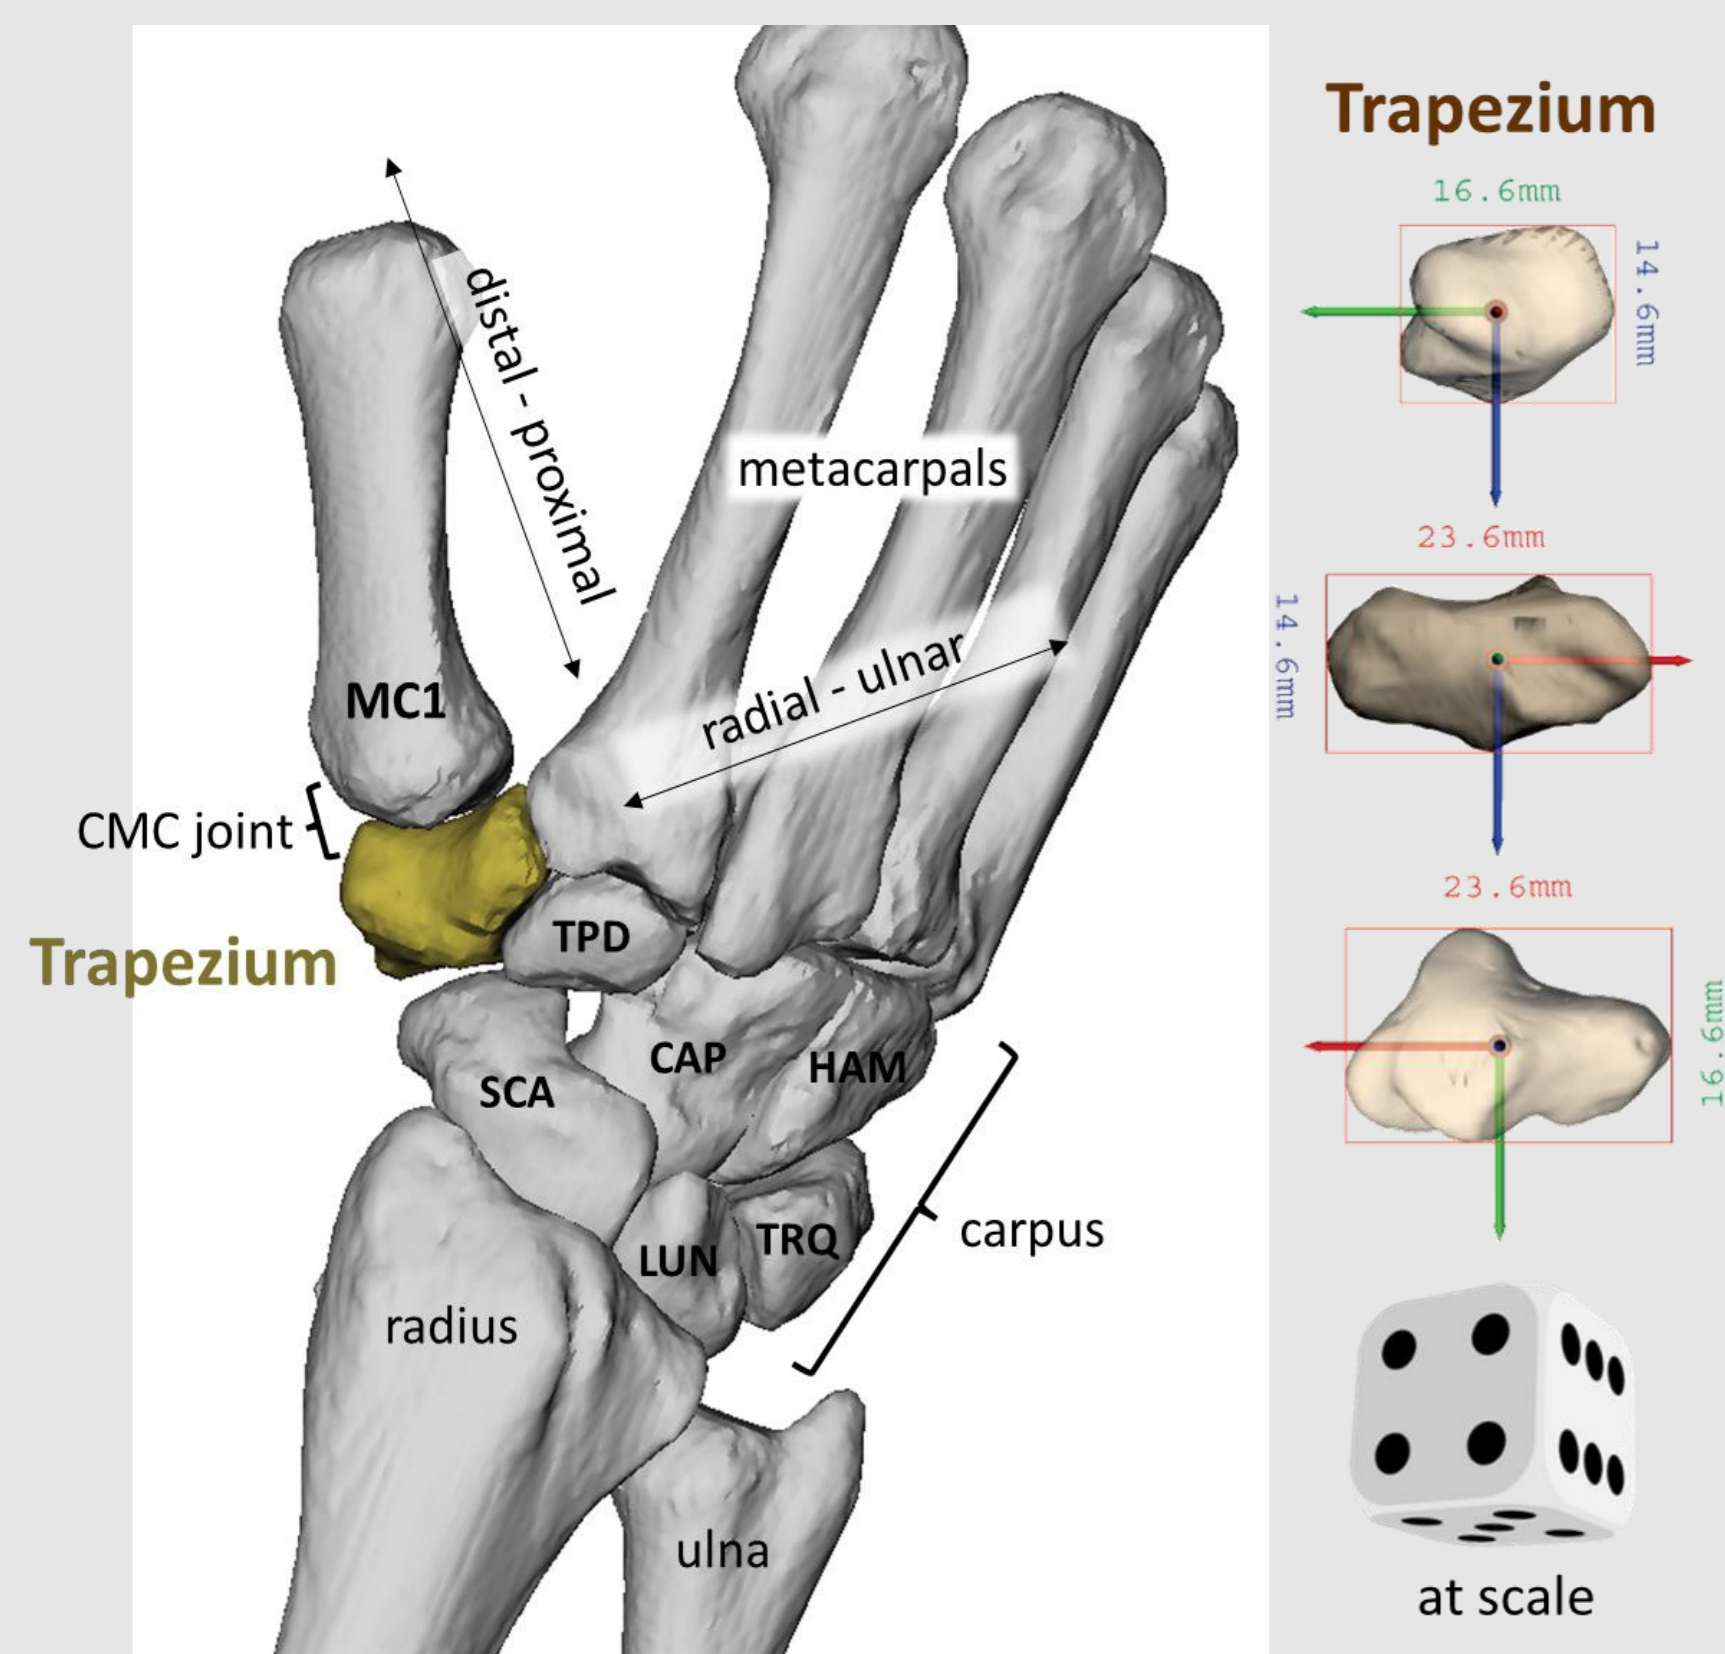 distal - proximal
metacarpals
radial - ulnar
MC1
CMC joint
Trapezium
TPD
CAP
HAM
SCA
LUN
TRQ
carpus
radius
ulna
Trapezium
16.6mm
14.6mm
23.6mm
14.6mm
23.6mm
16.6mm
at scale